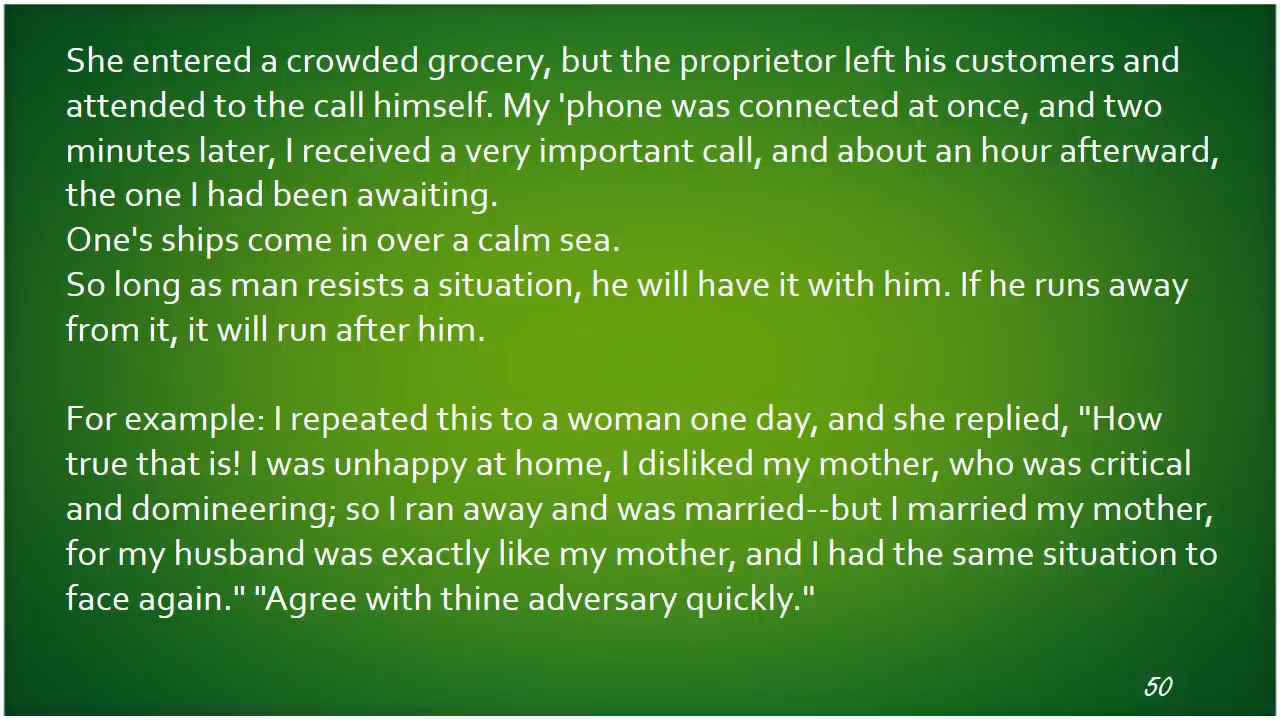 She entered a crowded grocery, but the proprietor left his customers and
attended to the call himself. My 'phone was connected at once, and two
minutes later, I received a very important call, and about an hour afterward,
the one I had been awaiting.
One's ships come in over a calm sea.
So long as man resists a situation, he will have it with him. If he runs away
from it, it will run after him.
For example: I repeated this to a woman one day, and she replied, "How
true that is! I was unhappy at home, I disliked my mother, who was critical
and domineering; so I ran away and was married--but I married my mother,
for my husband was exactly like my mother, and I had the same situation to
face again." "Agree with thine adversary quickly."
50